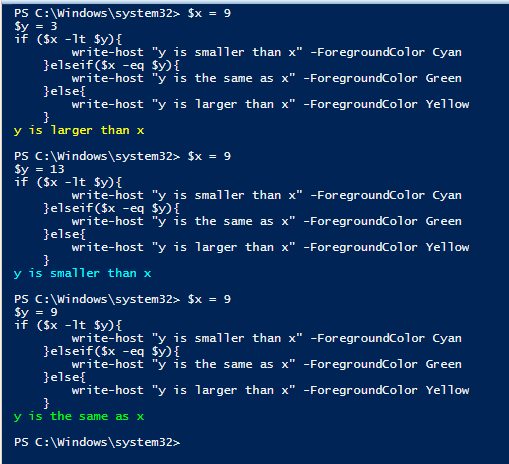 PS C:\Windows\system32> $x = 9
$y = 3
if ($x -lt $y){
        write-host "y is smaller than x" -ForegroundColor Cyan
    }elseif($x -eq $y){
        write-host "y is the same as x" -ForegroundColor Green
    }else{
        write-host "y is larger than x" -ForegroundColor Yellow
    }
y is larger than x

PS C:\Windows\system32> $x = 9
$y = 13
if ($x -lt $y){
        write-host "y is smaller than x" -ForegroundColor Cyan
    }elseif($x -eq $y){
        write-host "y is the same as x" -ForegroundColor Green
    }else{
        write-host "y is larger than x" -ForegroundColor Yellow
    }
y is smaller than x

PS C:\Windows\system32> $x = 9
$y = 9
if ($x -lt $y){
        write-host "y is smaller than x" -ForegroundColor Cyan
    }elseif($x -eq $y){
        write-host "y is the same as x" -ForegroundColor Green
    }else{
        write-host "y is larger than x" -ForegroundColor Yellow
    }
y is the same as x

PS C:\Windows\system32>